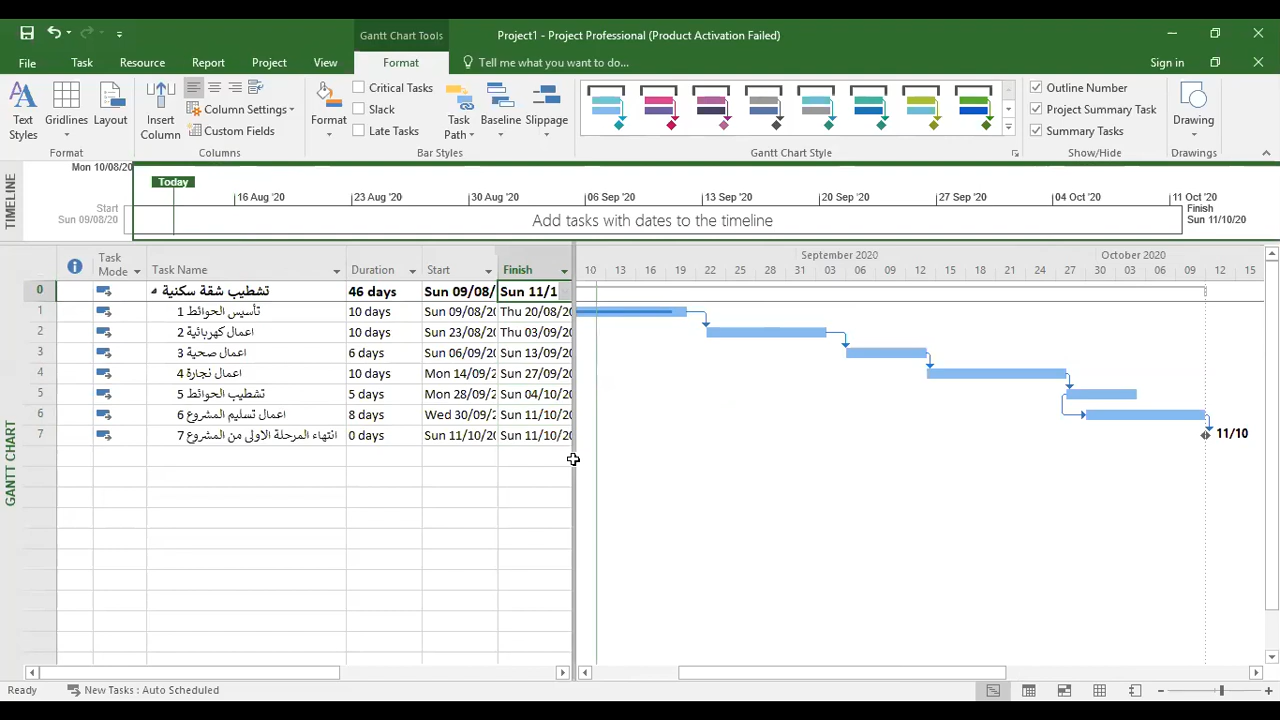 Gantt Chart Tools
Project1 - Project Professional (Product Activation Failed)
File Task Resource Report Project View Format Tell me what you want to do... Sign in
Text Styles
Gridlines
Layout
Format
Insert Column
Column Settings
Custom Fields
Columns
Format
Critical Tasks
Slack
Late Tasks
Task Path
Baseline
Slippage
Bar Styles
Gantt Chart Style
Outline Number
Project Summary Task
Summary Tasks
Show/Hide
Drawing
Drawings
TIMELINE
Mon 10/08/20
Today
16 Aug '20 23 Aug '20 30 Aug '20 06 Sep '20 13 Sep '20 20 Sep '20 27 Sep '20 04 Oct '20 11 Oct '20
Start
Sun 09/08/20
Add tasks with dates to the timeline
Finish
Sun 11/10/20
GANTT CHART
Task Mode Task Name Duration Start Finish
September 2020 October 2020
10 13 16 19 22 25 28 31 03 06 09 12 15 18 21 24 27 30 03 06 09 12 15
0 تشطيب شقة سكنية 46 days Sun 09/08/ Sun 11/1
1 1 تأسيس الحوائط 10 days Sun 09/08/20 Thu 20/08/20
2 2 اعمال كهربائية 10 days Sun 23/08/20 Thu 03/09/20
3 3 اعمال صحية 6 days Sun 06/09/20 Sun 13/09/20
4 4 اعمال نجارة 10 days Mon 14/09/2 Sun 27/09/20
5 5 تشطيب الحوائط 5 days Mon 28/09/2 Sun 04/10/20
6 6 اعمال تسليم المشروع 8 days Wed 30/09/ Sun 11/10/20
7 7 انتهاء المرحلة الاولى من المشروع 0 days Sun 11/10/20 Sun 11/10/20
11/10
Ready New Tasks : Auto Scheduled